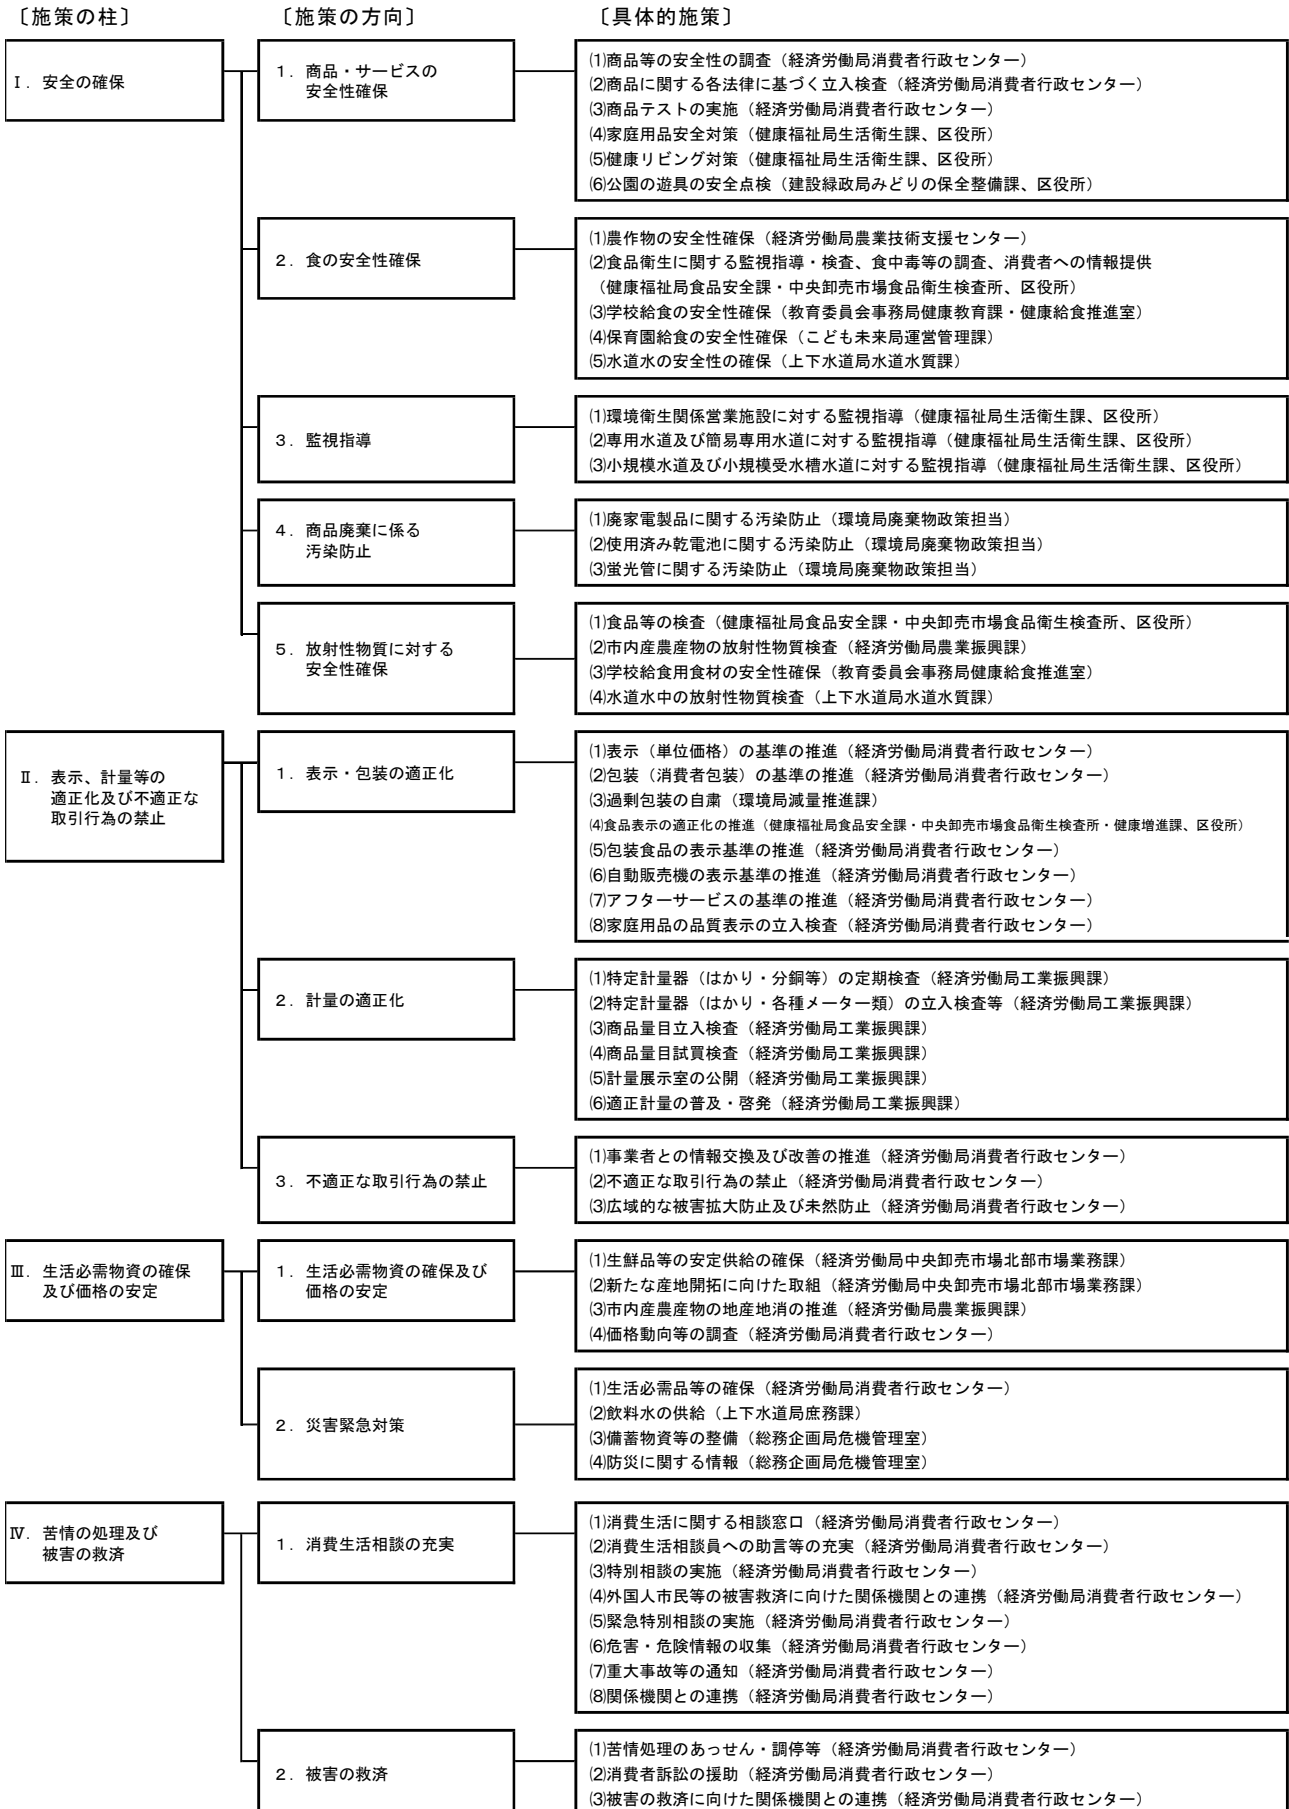 〔施策の柱〕
〔施策の方向〕
〔具体的施策〕
Ⅰ．安全の確保
1．商品・サービスの
安全性確保
⑴商品等の安全性の調査（経済労働局消費者行政センター）
⑵商品に関する各法律に基づく立入検査（経済労働局消費者行政センター）
⑶商品テストの実施（経済労働局消費者行政センター）
⑷家庭用品安全対策（健康福祉局生活衛生課、区役所）
⑸健康リビング対策（健康福祉局生活衛生課、区役所）
⑹公園の遊具の安全点検（建設緑政局みどりの保全整備課、区役所）
2．食の安全性確保
⑴農作物の安全性確保（経済労働局農業技術支援センター）
⑵食品衛生に関する監視指導・検査、食中毒等の調査、消費者への情報提供
（健康福祉局食品安全課・中央卸売市場食品衛生検査所、区役所）
⑶学校給食の安全性確保（教育委員会事務局健康教育課・健康給食推進室）
⑷保育園給食の安全性確保（こども未来局運営管理課）
⑸水道水の安全性の確保（上下水道局水道水質課）
3．監視指導
⑴環境衛生関係営業施設に対する監視指導（健康福祉局生活衛生課、区役所）
⑵専用水道及び簡易専用水道に対する監視指導（健康福祉局生活衛生課、区役所）
⑶小規模水道及び小規模受水槽水道に対する監視指導（健康福祉局生活衛生課、区役所）
4．商品廃棄に係る
汚染防止
⑴廃家電製品に関する汚染防止（環境局廃棄物政策担当）
⑵使用済み乾電池に関する汚染防止（環境局廃棄物政策担当）
⑶蛍光管に関する汚染防止（環境局廃棄物政策担当）
5．放射性物質に対する
安全性確保
⑴食品等の検査（健康福祉局食品安全課・中央卸売市場食品衛生検査所、区役所）
⑵市内産農産物の放射性物質検査（経済労働局農業振興課）
⑶学校給食用食材の安全性確保（教育委員会事務局健康給食推進室）
⑷水道水中の放射性物質検査（上下水道局水道水質課）
Ⅱ．表示、計量等の
適正化及び不適正な
取引行為の禁止
1．表示・包装の適正化
⑴表示（単位価格）の基準の推進（経済労働局消費者行政センター）
⑵包装（消費者包装）の基準の推進（経済労働局消費者行政センター）
⑶過剰包装の自粛（環境局減量推進課）
⑷食品表示の適正化の推進（健康福祉局食品安全課・中央卸売市場食品衛生検査所・健康増進課、区役所）
⑸包装食品の表示基準の推進（経済労働局消費者行政センター）
⑹自動販売機の表示基準の推進（経済労働局消費者行政センター）
⑺アフターサービスの基準の推進（経済労働局消費者行政センター）
⑻家庭用品の品質表示の立入検査（経済労働局消費者行政センター）
2．計量の適正化
⑴特定計量器（はかり・分銅等）の定期検査（経済労働局工業振興課）
⑵特定計量器（はかり・各種メーター類）の立入検査等（経済労働局工業振興課）
⑶商品量目立入検査（経済労働局工業振興課）
⑷商品量目試買検査（経済労働局工業振興課）
⑸計量展示室の公開（経済労働局工業振興課）
⑹適正計量の普及・啓発（経済労働局工業振興課）
3．不適正な取引行為の禁止
⑴事業者との情報交換及び改善の推進（経済労働局消費者行政センター）
⑵不適正な取引行為の禁止（経済労働局消費者行政センター）
⑶広域的な被害拡大防止及び未然防止（経済労働局消費者行政センター）
Ⅲ．生活必需物資の確保
及び価格の安定
1．生活必需物資の確保及び
価格の安定
⑴生鮮品等の安定供給の確保（経済労働局中央卸売市場北部市場業務課）
⑵新たな産地開拓に向けた取組（経済労働局中央卸売市場北部市場業務課）
⑶市内産農産物の地産地消の推進（経済労働局農業振興課）
⑷価格動向等の調査（経済労働局消費者行政センター）
2．災害緊急対策
⑴生活必需品等の確保（経済労働局消費者行政センター）
⑵飲料水の供給（上下水道局庶務課）
⑶備蓄物資等の整備（総務企画局危機管理室）
⑷防災に関する情報（総務企画局危機管理室）
Ⅳ．苦情の処理及び
被害の救済
1．消費生活相談の充実
⑴消費生活に関する相談窓口（経済労働局消費者行政センター）
⑵消費生活相談員への助言等の充実（経済労働局消費者行政センター）
⑶特別相談の実施（経済労働局消費者行政センター）
⑷外国人市民等の被害救済に向けた関係機関との連携（経済労働局消費者行政センター）
⑸緊急特別相談の実施（経済労働局消費者行政センター）
⑹危害・危険情報の収集（経済労働局消費者行政センター）
⑺重大事故等の通知（経済労働局消費者行政センター）
⑻関係機関との連携（経済労働局消費者行政センター）
2．被害の救済
⑴苦情処理のあっせん・調停等（経済労働局消費者行政センター）
⑵消費者訴訟の援助（経済労働局消費者行政センター）
⑶被害の救済に向けた関係機関との連携（経済労働局消費者行政センター）